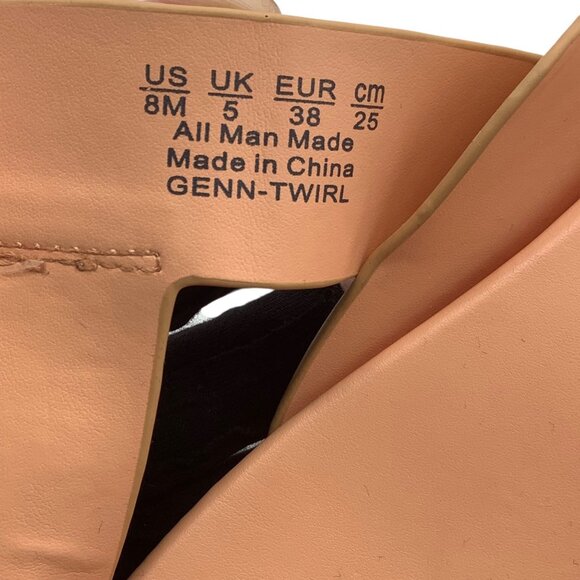 US UK EUR cm
8M 5 38 25
All Man Made
Made in China
GENN-TWIRL